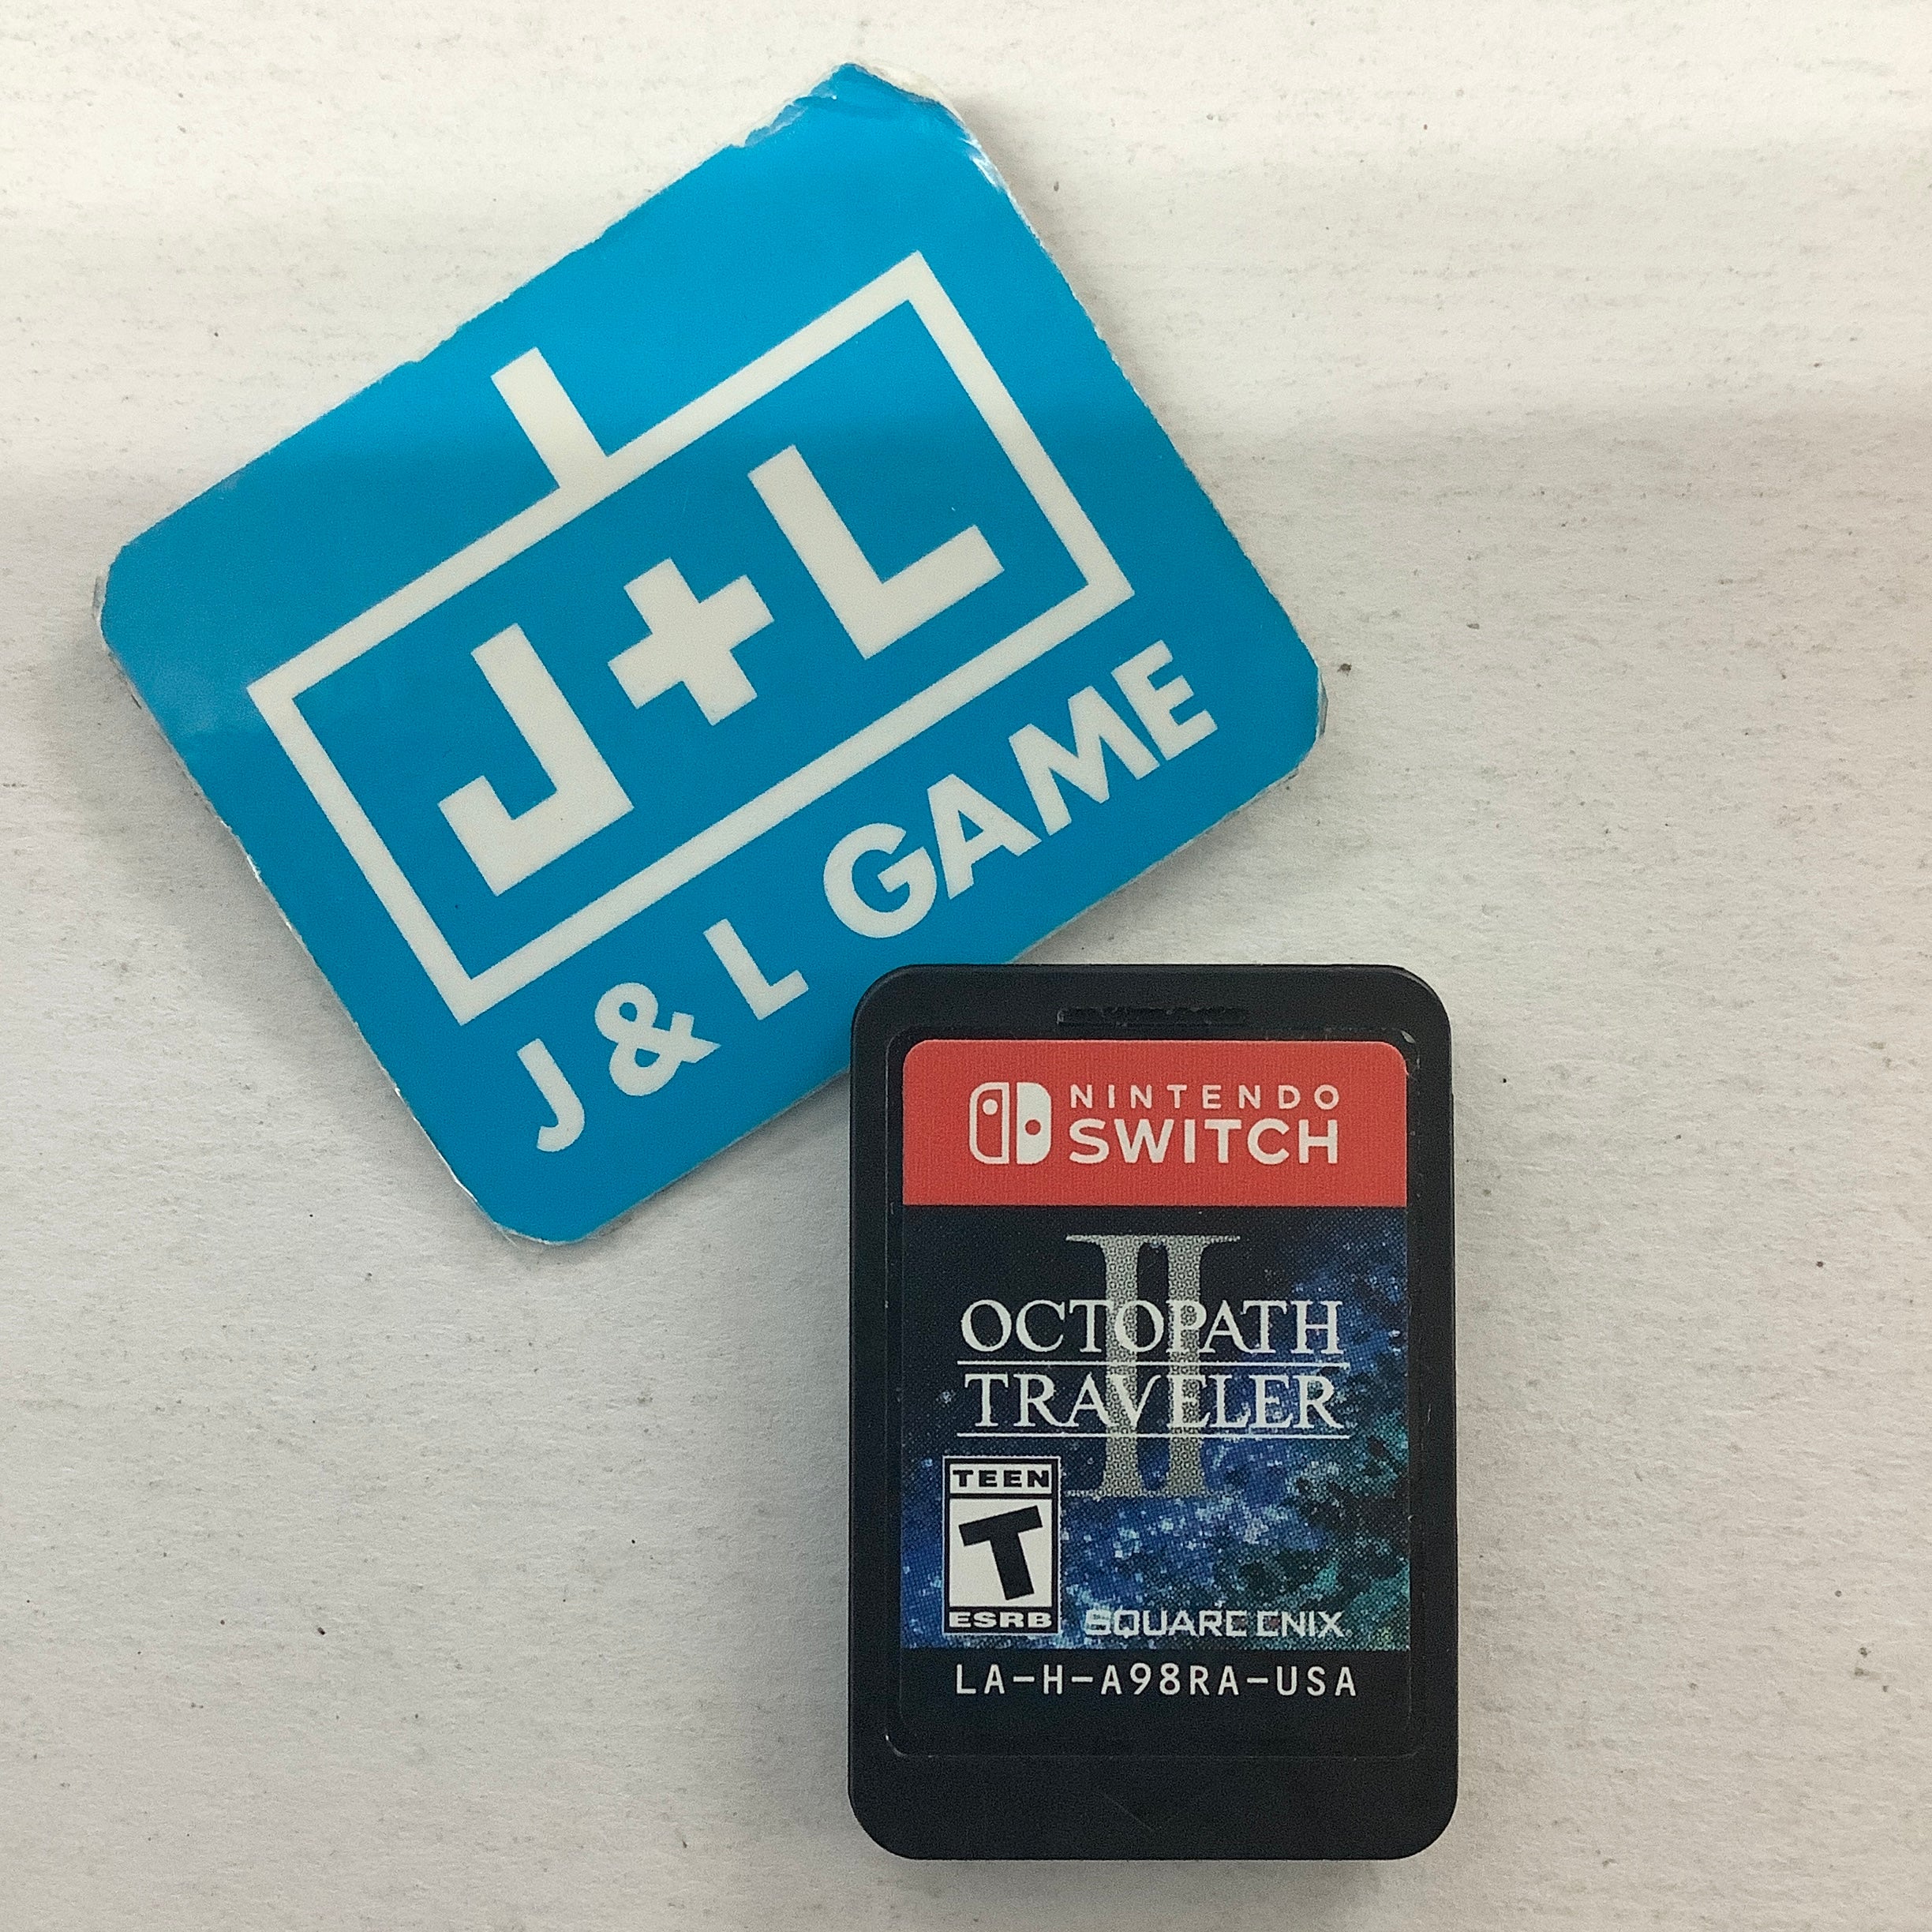 J+L
J & L GAME
NINTENDO
SWITCH
II
OCTOPATH
TRAVELER
TEEN
T
ESRB
SQUARE ENIX
LA-H-A98RA-USA